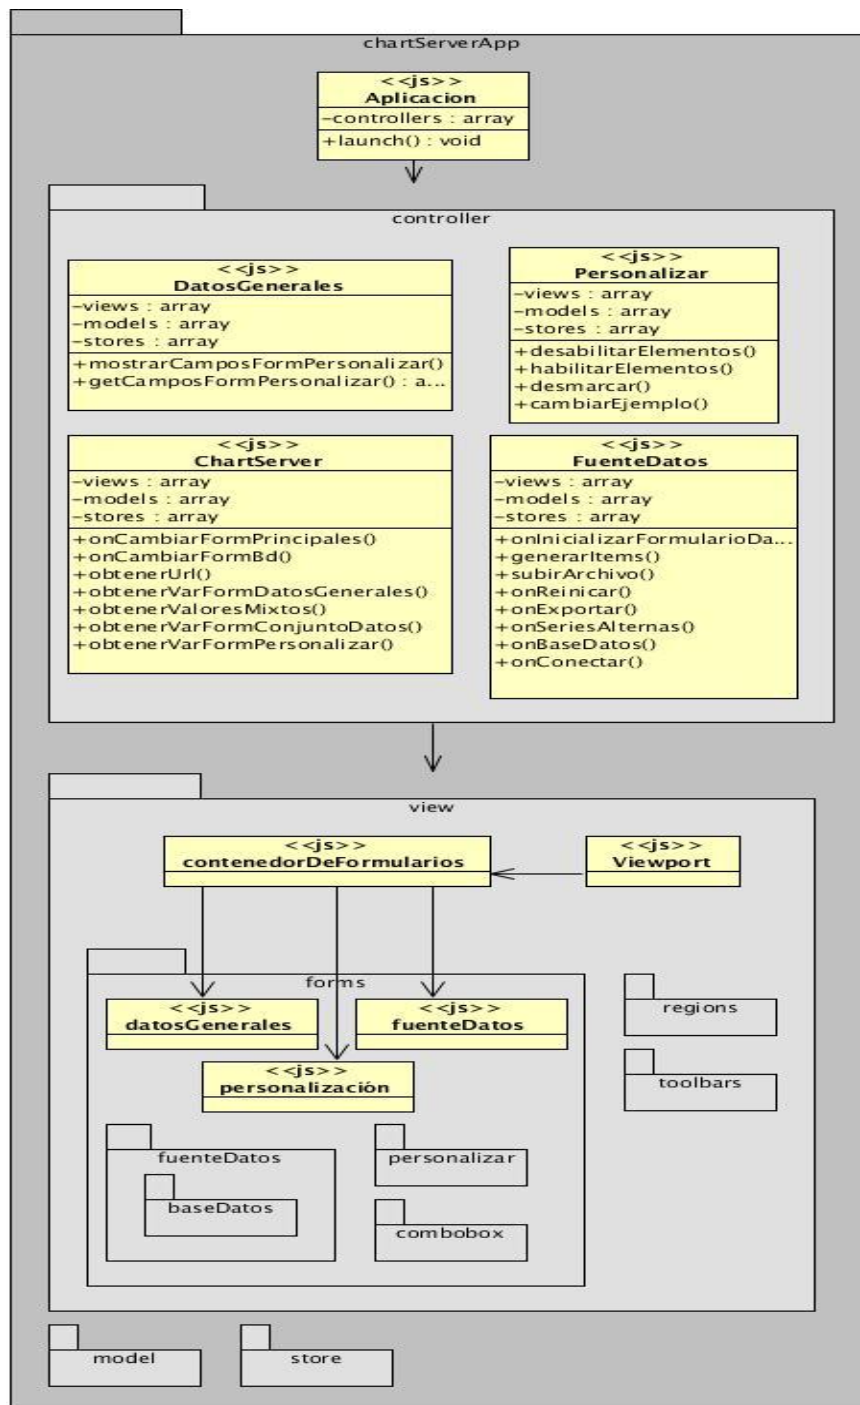 chartServerApp
<<js>>
Aplicacion
-controllers : array
+launch() : void
controller
<<js>>
DatosGenerales
-views : array
-models : array
-stores : array
+mostrarCamposFormPersonalizar()
+getCamposFormPersonalizar() : a...
<<js>>
Personalizar
-views : array
-models : array
-stores : array
+desabilitarElementos()
+habilitarElementos()
+desmarcar()
+cambiarEjemplo()
<<js>>
ChartServer
-views : array
-models : array
-stores : array
+onCambiarFormPrincipales()
+onCambiarFormBd()
+obtenerUrl()
+obtenerVarFormDatosGenerales()
+obtenerValoresMixtos()
+obtenerVarFormConjuntoDatos()
+obtenerVarFormPersonalizar()
<<js>>
FuenteDatos
-views : array
-models : array
-stores : array
+onInicializarFormularioDa...
+generarItems()
+subirArchivo()
+onReinicar()
+onExportar()
+onSeriesAlternas()
+onBaseDatos()
+onConectar()
view
<<js>>
contenedorDeFormularios
<<js>>
Viewport
forms
<<js>>
datosGenerales
<<js>>
fuenteDatos
<<js>>
personalización
regions
toolbars
fuenteDatos
baseDatos
personalizar
combobox
model
store